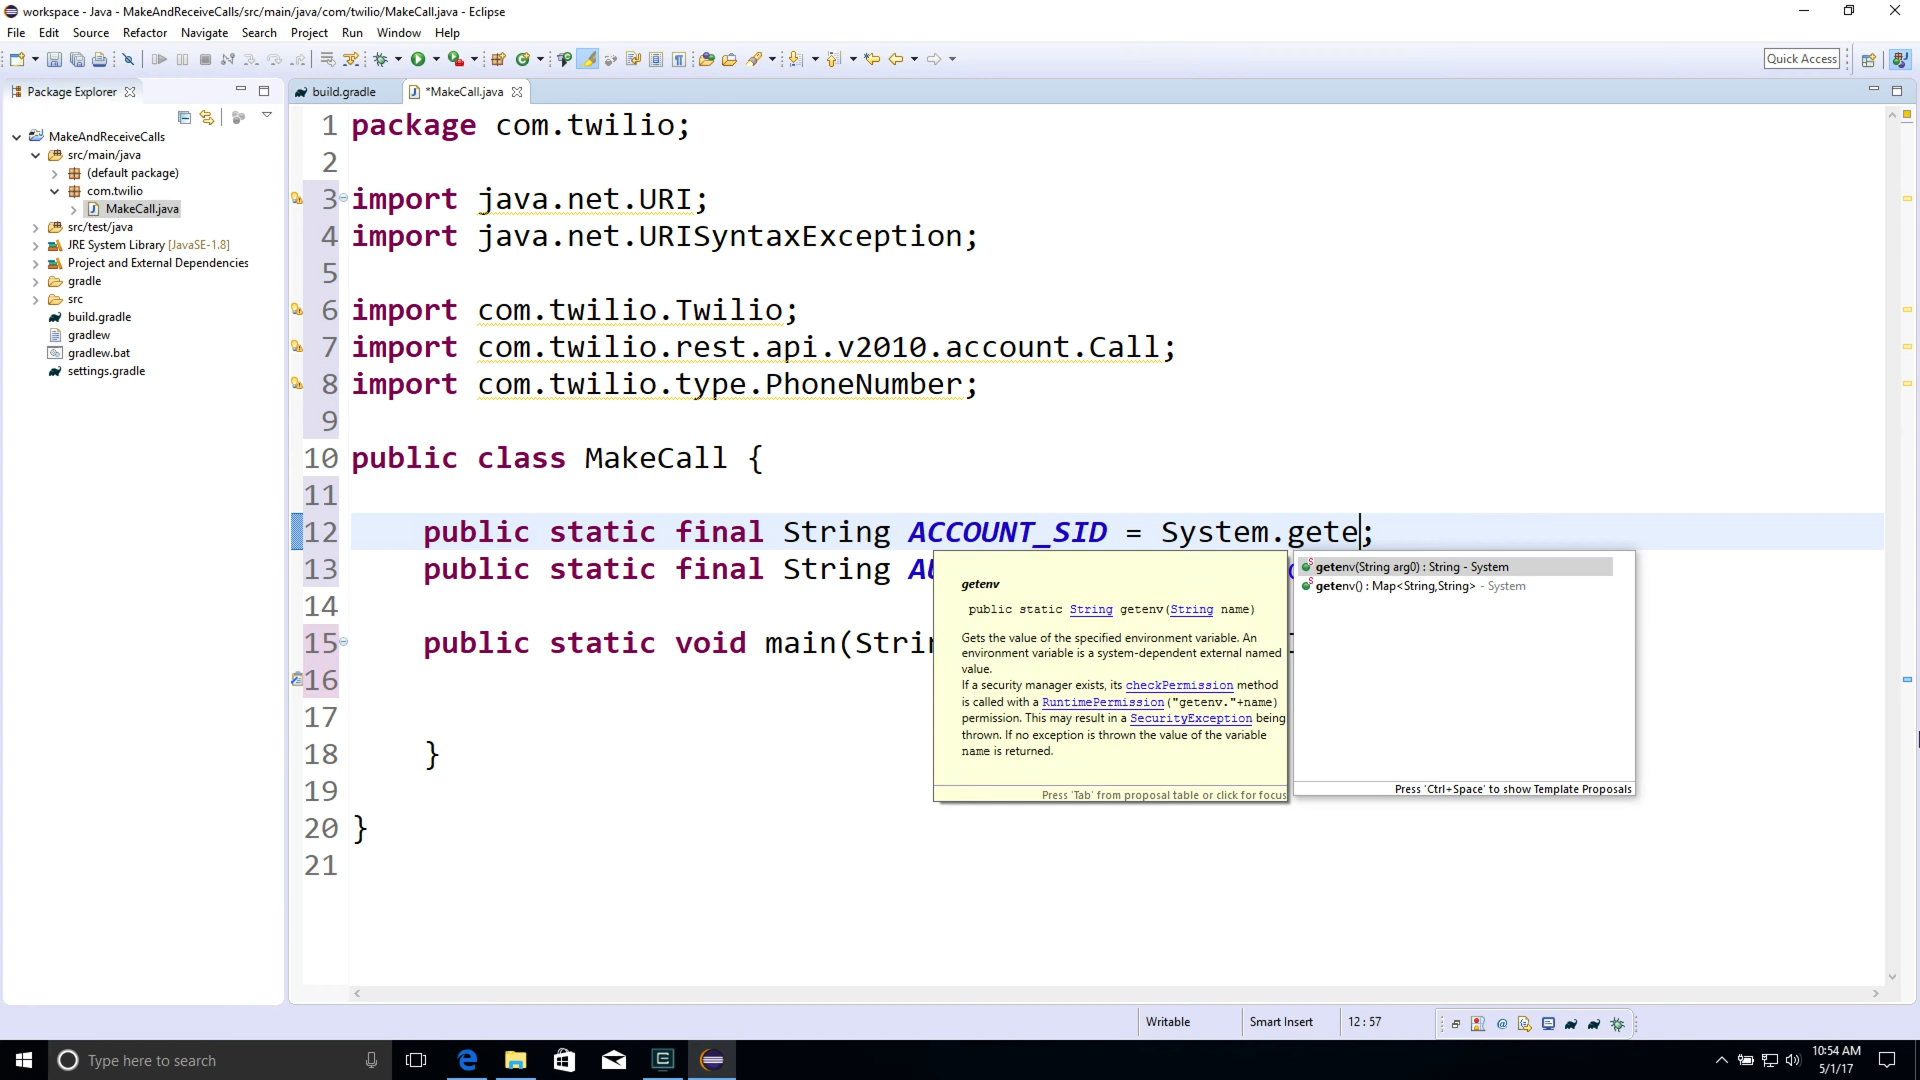 workspace - Java - MakeAndReceiveCalls/src/main/java/com/twilio/MakeCall.java - Eclipse
File Edit Source Refactor Navigate Search Project Run Window Help
Quick Access
Package Explorer
build.gradle
*MakeCall.java
MakeAndReceiveCalls
src/main/java
(default package)
com.twilio
MakeCall.java
src/test/java
JRE System Library [JavaSE-1.8]
Project and External Dependencies
gradle
src
build.gradle
gradlew
gradlew.bat
settings.gradle
1 package com.twilio;
2
3 import java.net.URI;
4 import java.net.URISyntaxException;
5
6 import com.twilio.Twilio;
7 import com.twilio.rest.api.v2010.account.Call;
8 import com.twilio.type.PhoneNumber;
9
10 public class MakeCall {
11
12 public static final String ACCOUNT_SID = System.gete;
13 public static final String
14
15 public static void main(Strin
16
17
18 }
19
20 }
21
getenv
public static String getenv(String name)
Gets the value of the specified environment variable. An
environment variable is a system-dependent external named
value.
If a security manager exists, its checkPermission method
is called with a RuntimePermission("getenv."+name)
permission. This may result in a SecurityException being
thrown. If no exception is thrown the value of the variable
name is returned.
Press 'Tab' from proposal table or click for focus
getenv(String arg0) : String - System
getenv() : Map<String,String> - System
Press 'Ctrl+Space' to show Template Proposals
Writable
Smart Insert
12 : 57
Type here to search
10:54 AM
5/1/17